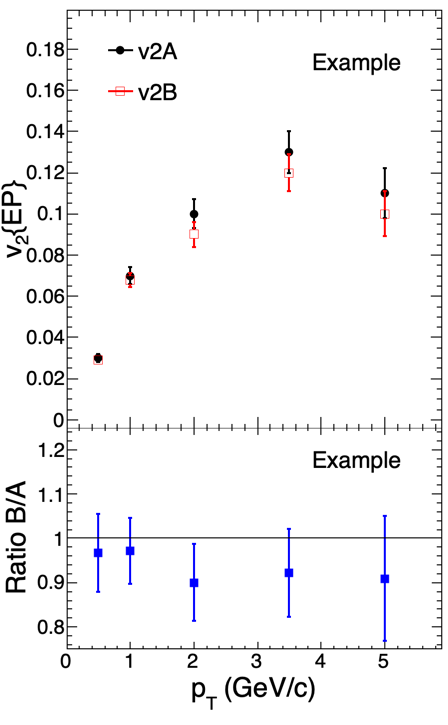 0.18
0.16
0.14
0.12
0.1
0.08
0.06
0.04
0.02
0
v2{EP}
v2A
v2B
Example
1.2
1.1
1
0.9
0.8
Ratio B/A
Example
0 1 2 3 4 5
pT (GeV/c)